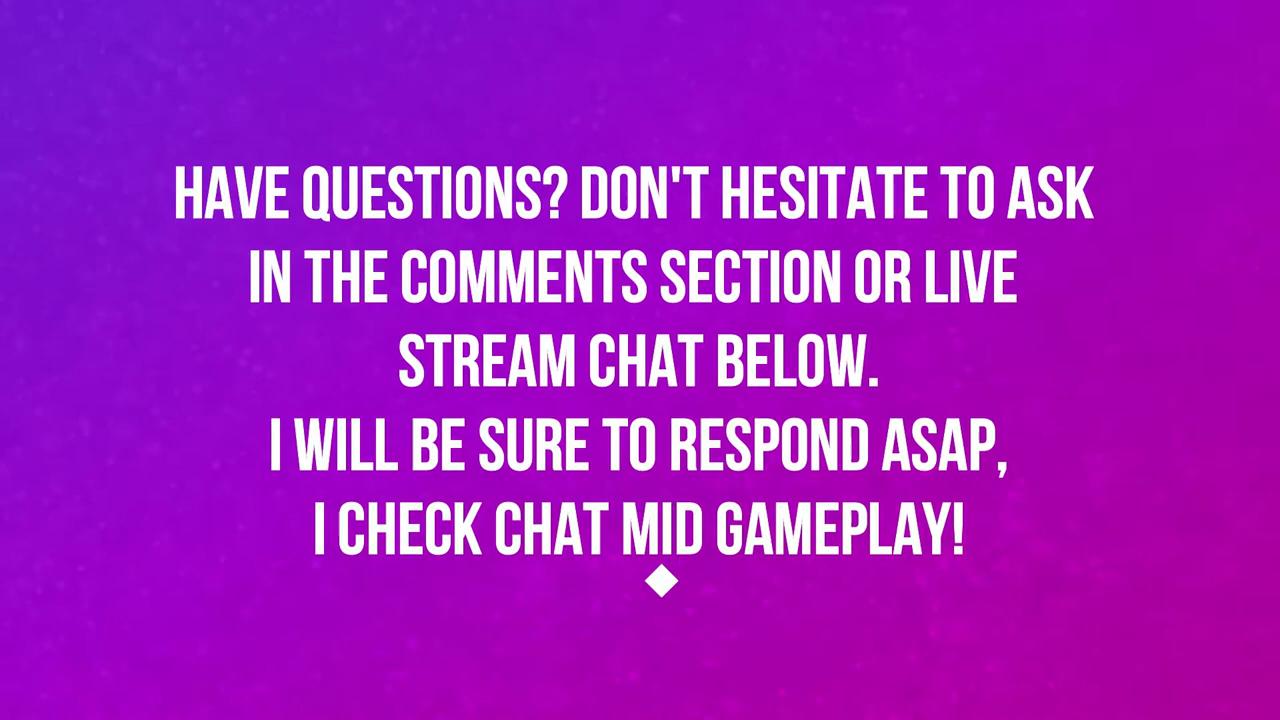 HAVE QUESTIONS? DON'T HESITATE TO ASK
IN THE COMMENTS SECTION OR LIVE
STREAM CHAT BELOW.
I WILL BE SURE TO RESPOND ASAP,
I CHECK CHAT MID GAMEPLAY!